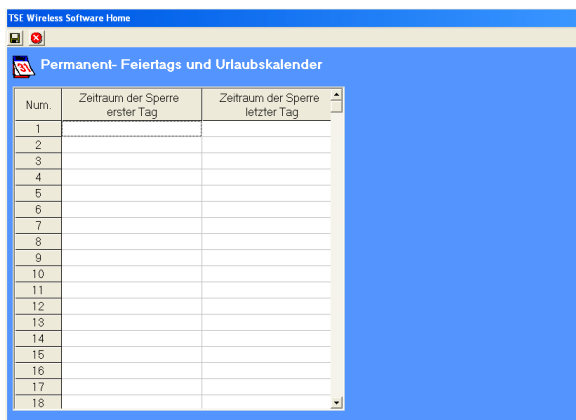 TSE Wireless Software Home
31
Permanent- Feiertags und Urlaubskalender
Num.
Zeitraum der Sperre
erster Tag
Zeitraum der Sperre
letzter Tag
1
2
3
4
5
6
7
8
9
10
11
12
13
14
15
16
17
18